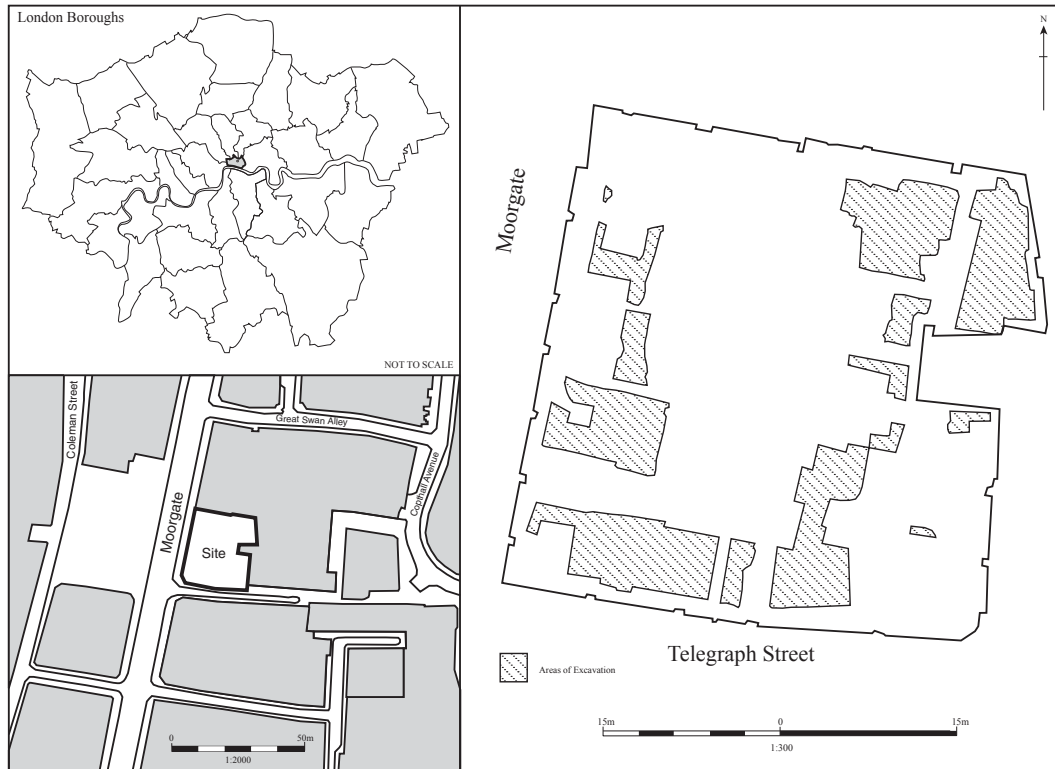 London Boroughs
NOT TO SCALE
Coleman Street
Moorgate
Great Swan Alley
Copthall Avenue
Site
0
50m
1:2000
N
Moorgate
Telegraph Street
Areas of Excavation
15m
0
15m
1:300